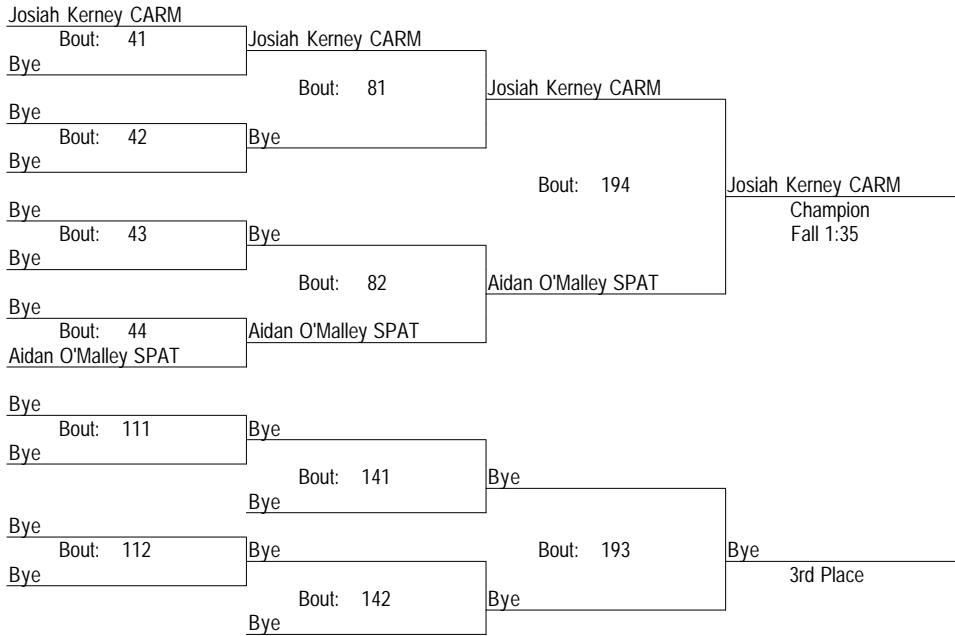 Josiah Kerney CARM
Bout: 41
Josiah Kerney CARM
Bye
Bout: 81
Josiah Kerney CARM
Bye
Bout: 42
Bye
Bye
Bout: 194
Josiah Kerney CARM
Champion
Fall 1:35
Bye
Bout: 43
Bye
Bye
Bout: 82
Aidan O'Malley SPAT
Bye
Bout: 44
Aidan O'Malley SPAT
Aidan O'Malley SPAT
Bye
Bout: 111
Bye
Bye
Bout: 141
Bye
Bye
Bye
Bout: 112
Bye
Bout: 193
Bye
3rd Place
Bye
Bout: 142
Bye
Bye